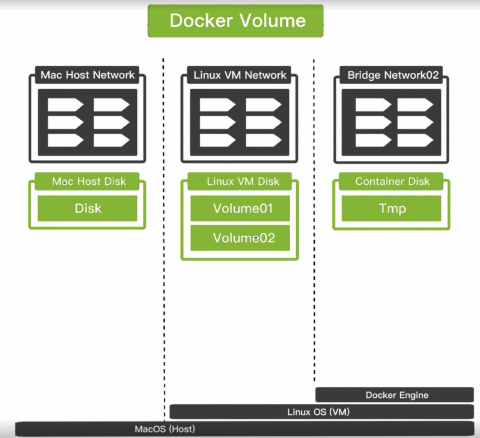 Docker Volume
Mac Host Network
Linux VM Network
Bridge Network02
Mac Host Disk
Disk
Linux VM Disk
Volume01
Volume02
Container Disk
Tmp
Docker Engine
Linux OS (VM)
MacOS (Host)